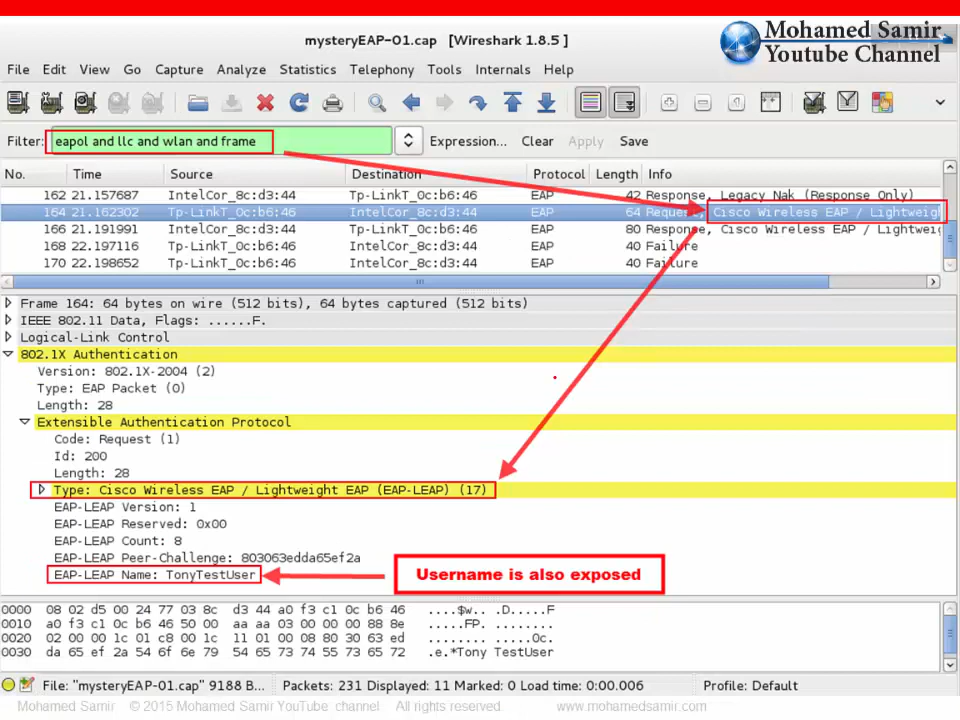 Mohamed Samir
Youtube Channel
mysteryEAP-01.cap [Wireshark 1.8.5 ]
File Edit View Go Capture Analyze Statistics Telephony Tools Internals Help
Filter: eapol and llc and wlan and frame Expression... Clear Apply Save
No. Time Source Destination Protocol Length Info
162 21.157687 IntelCor_8c:d3:44 Tp-LinkT_0c:b6:46 EAP 42 Response, Legacy Nak (Response Only)
164 21.162302 Tp-LinkT_0c:b6:46 IntelCor_8c:d3:44 EAP 64 Reque Cisco Wireless EAP / Lightweigh
166 21.191991 IntelCor_8c:d3:44 Tp-LinkT_0c:b6:46 EAP 80 Response, Cisco Wireless EAP / Lightweig
168 22.197116 Tp-LinkT_0c:b6:46 IntelCor_8c:d3:44 EAP 40 Failure
170 22.198652 Tp-LinkT_0c:b6:46 IntelCor_8c:d3:44 EAP 40 Failure
Frame 164: 64 bytes on wire (512 bits), 64 bytes captured (512 bits)
IEEE 802.11 Data, Flags: ......F.
Logical-Link Control
802.1X Authentication
Version: 802.1X-2004 (2)
Type: EAP Packet (0)
Length: 28
Extensible Authentication Protocol
Code: Request (1)
Id: 200
Length: 28
Type: Cisco Wireless EAP / Lightweight EAP (EAP-LEAP) (17)
EAP-LEAP Version: 1
EAP-LEAP Reserved: 0x00
EAP-LEAP Count: 8
EAP-LEAP Peer-Challenge: 803063edda65ef2a
EAP-LEAP Name: TonyTestUser
Username is also exposed
0000 08 02 d5 00 24 77 03 8c d3 44 a0 f3 c1 0c b6 46 ....$w.. .D.....F
0010 a0 f3 c1 0c b6 46 50 00 aa aa 03 00 00 00 88 8e .....FP. ........
0020 02 00 00 1c 01 c8 00 1c 11 01 00 08 80 30 63 ed ........ .....0c.
0030 da 65 ef 2a 54 6f 6e 79 54 65 73 74 55 73 65 72 .e.*Tony TestUser
File: "mysteryEAP-01.cap" 9188 B... Packets: 231 Displayed: 11 Marked: 0 Load time: 0:00.006 Profile: Default
Mohamed Samir © 2015 Mohamed Samir YouTube channel All rights reserved. www.mohamedsamir.com